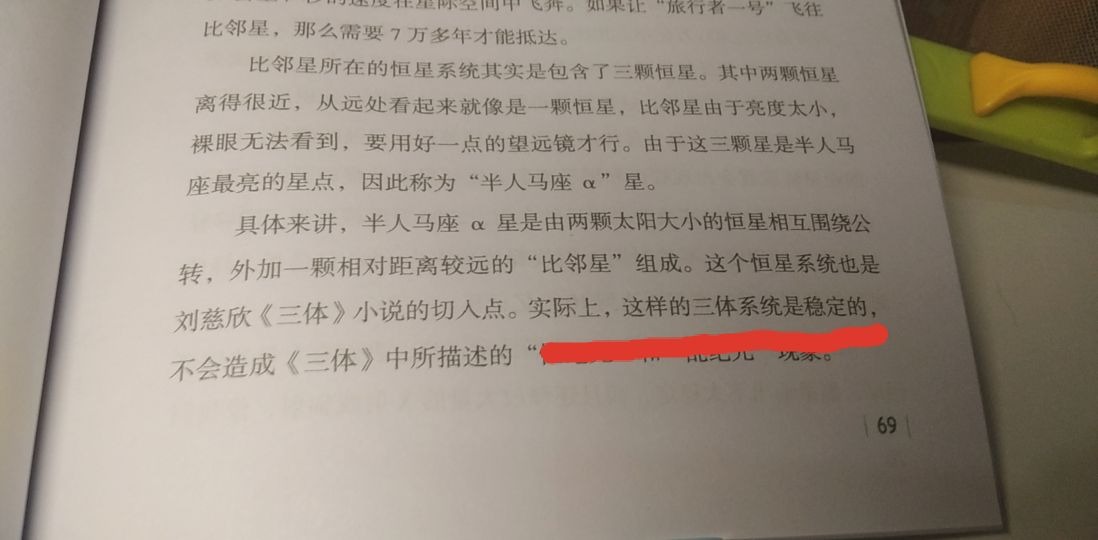 的速度在星际空间中飞奔。如果让“旅行者一号”飞往
比邻星，那么需要 7 万多年才能抵达。
比邻星所在的恒星系统其实是包含了三颗恒星。其中两颗恒星
离得很近，从远处看起来就像是一颗恒星，比邻星由于亮度太小，
裸眼无法看到，要用好一点的望远镜才行。由于这三颗星是半人马
座最亮的星点，因此称为“半人马座 α”星。
具体来讲，半人马座 α 星是由两颗太阳大小的恒星相互围绕公
转，外加一颗相对距离较远的“比邻星”组成。这个恒星系统也是
刘慈欣《三体》小说的切入点。实际上，这样的三体系统是稳定的，
不会造成《三体》中所描述的“
69